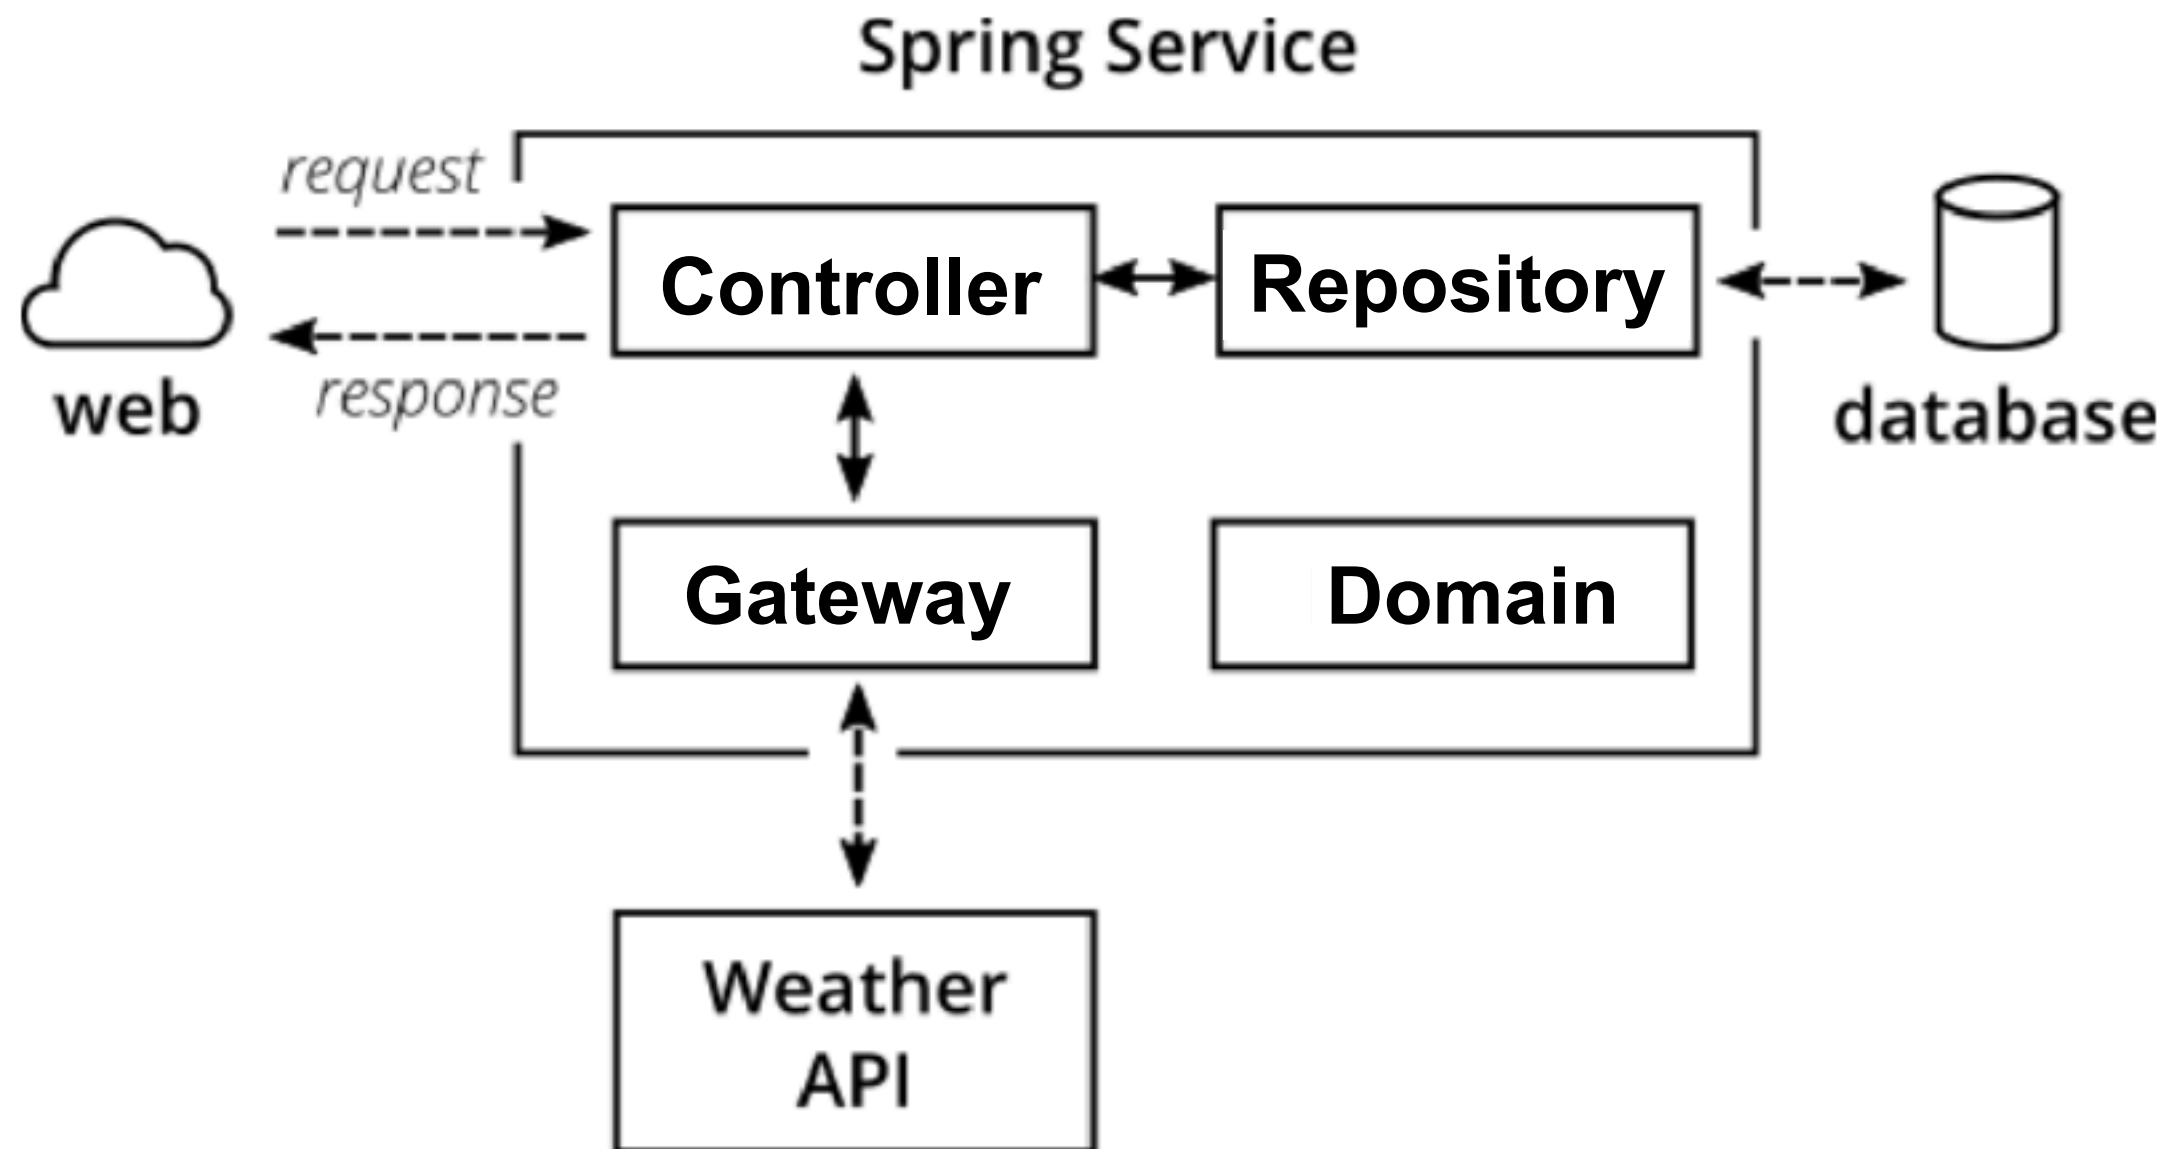 Spring Service
request
Controller
Repository
web
response
database
Gateway
Domain
Weather
API